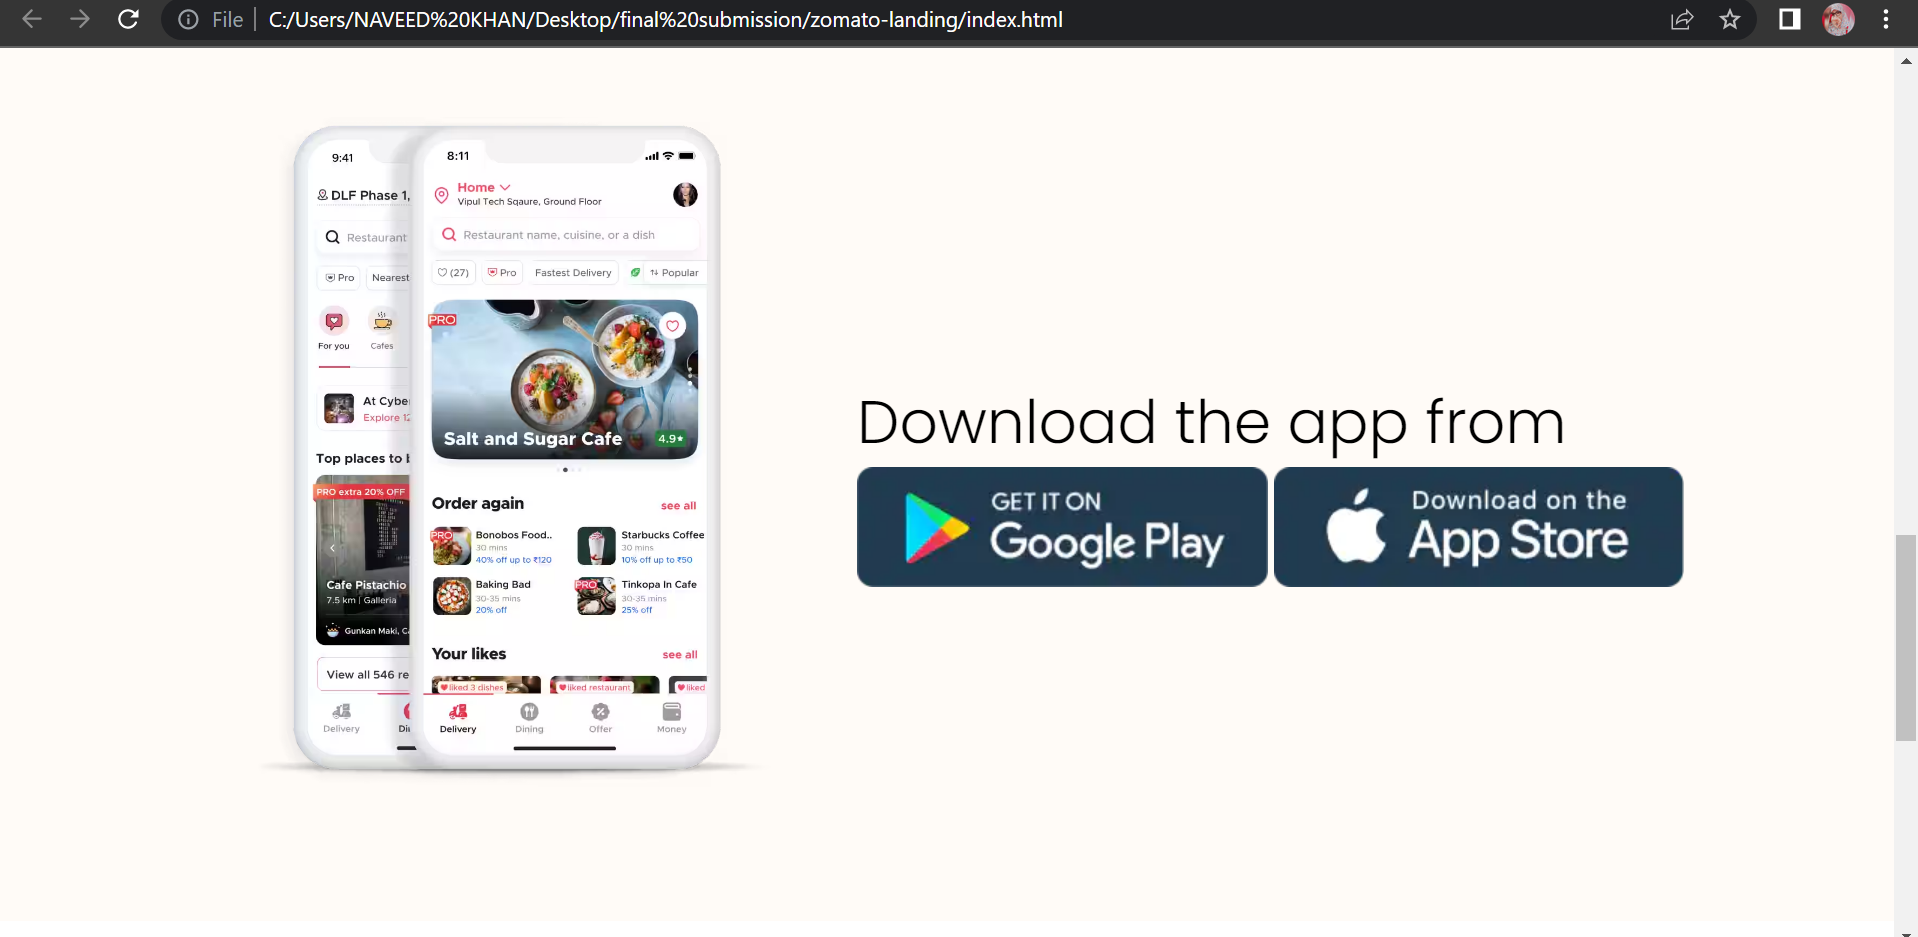 File C:/Users/NAVEED%20KHAN/Desktop/final%20submission/zomato-landing/index.html
9:41
DLF Phase 1,
Restaurant
Pro Nearest
For you Cafes
At Cybe
Explore 12
Top places to b
PRO extra 20% OFF
Cafe Pistachio
7.5 km | Galleria
Gunkan Maki, Ca
View all 546 re
Delivery Din
8:11
Home
Vipul Tech Sqaure, Ground Floor
Restaurant name, cuisine, or a dish
(27) Pro Fastest Delivery Popular
PRO
Salt and Sugar Cafe 4.9★
Order again see all
PRO
Bonobos Food..
30 mins
40% off up to ₹120
Starbucks Coffee
30 mins
10% off up to ₹50
Baking Bad
30-35 mins
20% off
PRO
Tinkopa In Cafe
30-35 mins
25% off
Your likes see all
liked 3 dishes liked restaurant liked
Delivery Dining Offer Money
Download the app from
GET IT ON
Google Play
Download on the
App Store